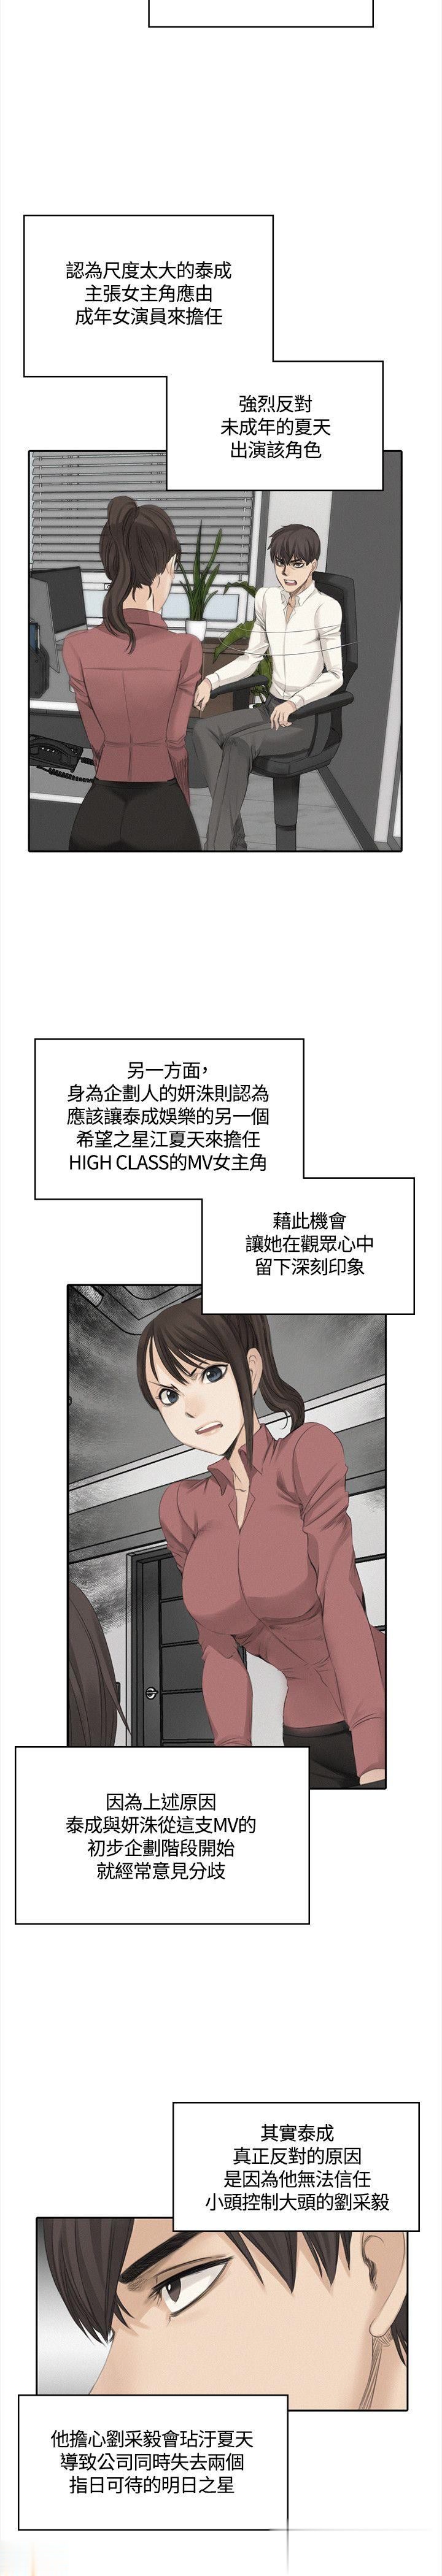 認為尺度太大的泰成
主張女主角應由
成年女演員來擔任
強烈反對
未成年的夏天
出演該角色
另一方面，
身為企劃人的妍洙則認為
應該讓泰成娛樂的另一個
希望之星江夏天來擔任
HIGH CLASS的MV女主角
藉此機會
讓她在觀眾心中
留下深刻印象
因為上述原因
泰成與妍洙從這支MV的
初步企劃階段開始
就經常意見分歧
其實泰成
真正反對的原因
是因為他無法信任
小頭控制大頭的劉采毅
他擔心劉采毅會玷汙夏天
導致公司同時失去兩個
指日可待的明日之星